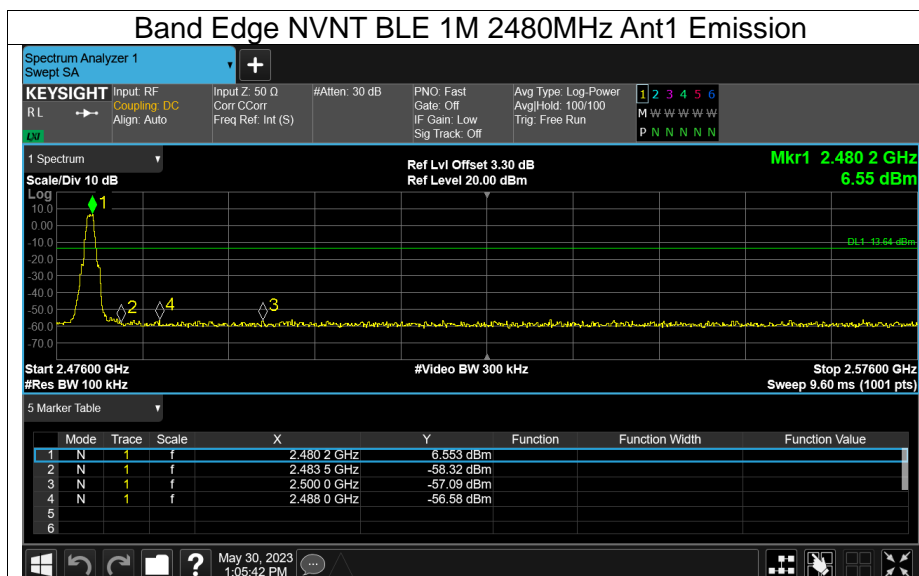 Band Edge NVNT BLE 1M 2480MHz Ant1 Emission
Spectrum Analyzer 1
Swept SA
+
KEYSIGHT Input: RF Input Z: 50 Ω #Atten: 30 dB PNO: Fast Avg Type: Log-Power 1 2 3 4 5 6
RL Coupling: DC Corr CCorr Gate: Off Avg|Hold: 100/100 M W W W W W
Align: Auto Freq Ref: Int (S) IF Gain: Low Trig: Free Run
LXI Sig Track: Off P N N N N N
1 Spectrum Ref Lvl Offset 3.30 dB Mkr1 2.480 2 GHz
Scale/Div 10 dB Ref Level 20.00 dBm 6.55 dBm
Log
1
10.0
0.00
-10.0 DL1 -13.64 dBm
-20.0
-30.0
-40.0
-50.0 2 4 3
-60.0
-70.0
Start 2.47600 GHz #Video BW 300 kHz Stop 2.57600 GHz
#Res BW 100 kHz Sweep 9.60 ms (1001 pts)
5 Marker Table
Mode Trace Scale X Y Function Function Width Function Value
1 N 1 f 2.480 2 GHz 6.553 dBm
2 N 1 f 2.483 5 GHz -58.32 dBm
3 N 1 f 2.500 0 GHz -57.09 dBm
4 N 1 f 2.488 0 GHz -56.58 dBm
5
6
? May 30, 2023
1:05:42 PM